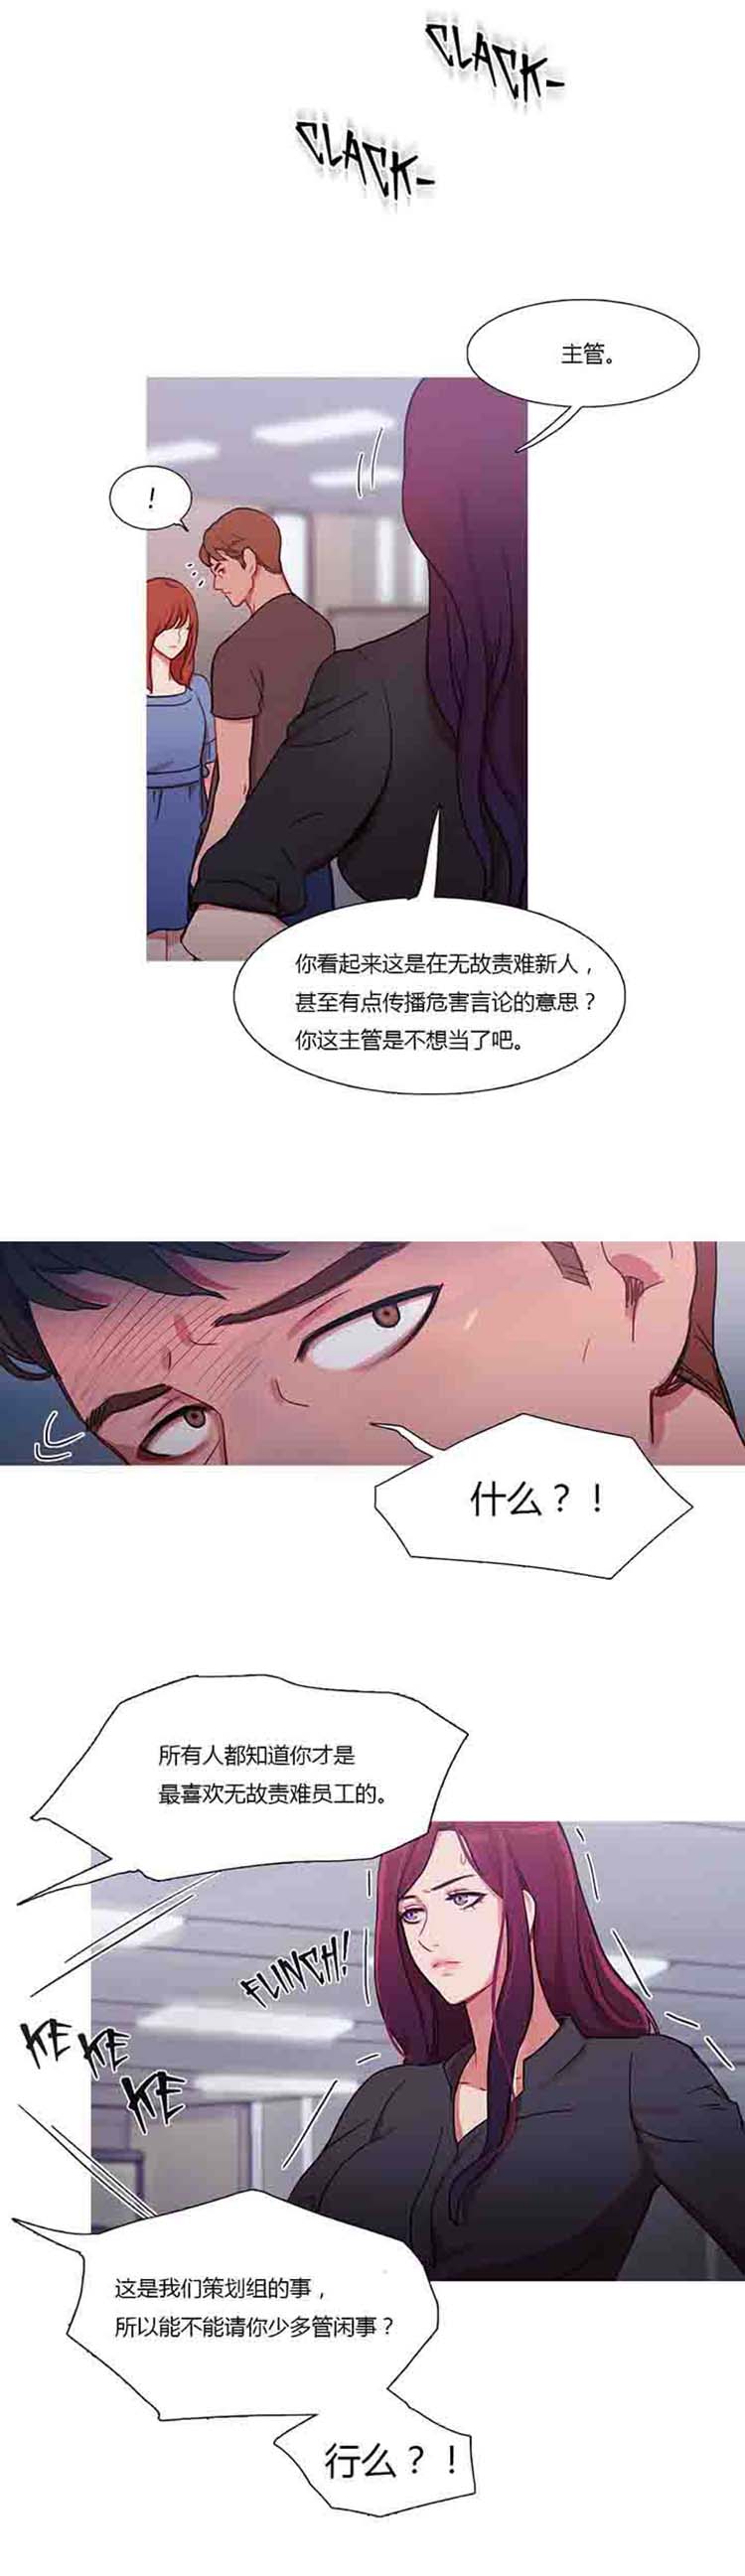 CLACK-
CLACK-
主管。
！
你看起来这是在无故责难新人，
甚至有点传播危害言论的意思？
你这主管是不想当了吧。
什么？！
所有人都知道你才是
最喜欢无故责难员工的。
FLINCH!
KE
KE
KE
这是我们策划组的事，
所以能不能请你少多管闲事？
行么？！